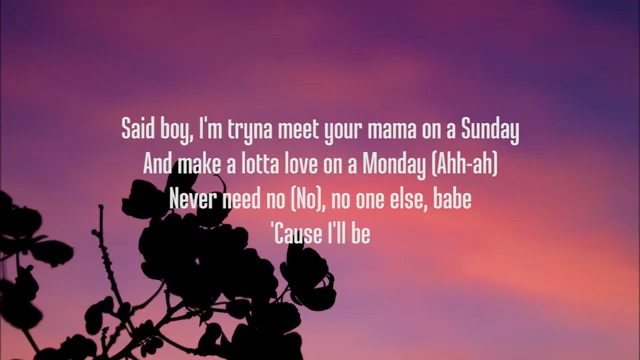 Said boy, I'm tryna meet your mama on a Sunday
And make a lotta love on a Monday (Ahh-ah)
Never need no (No), no one else, babe
'Cause I'll be